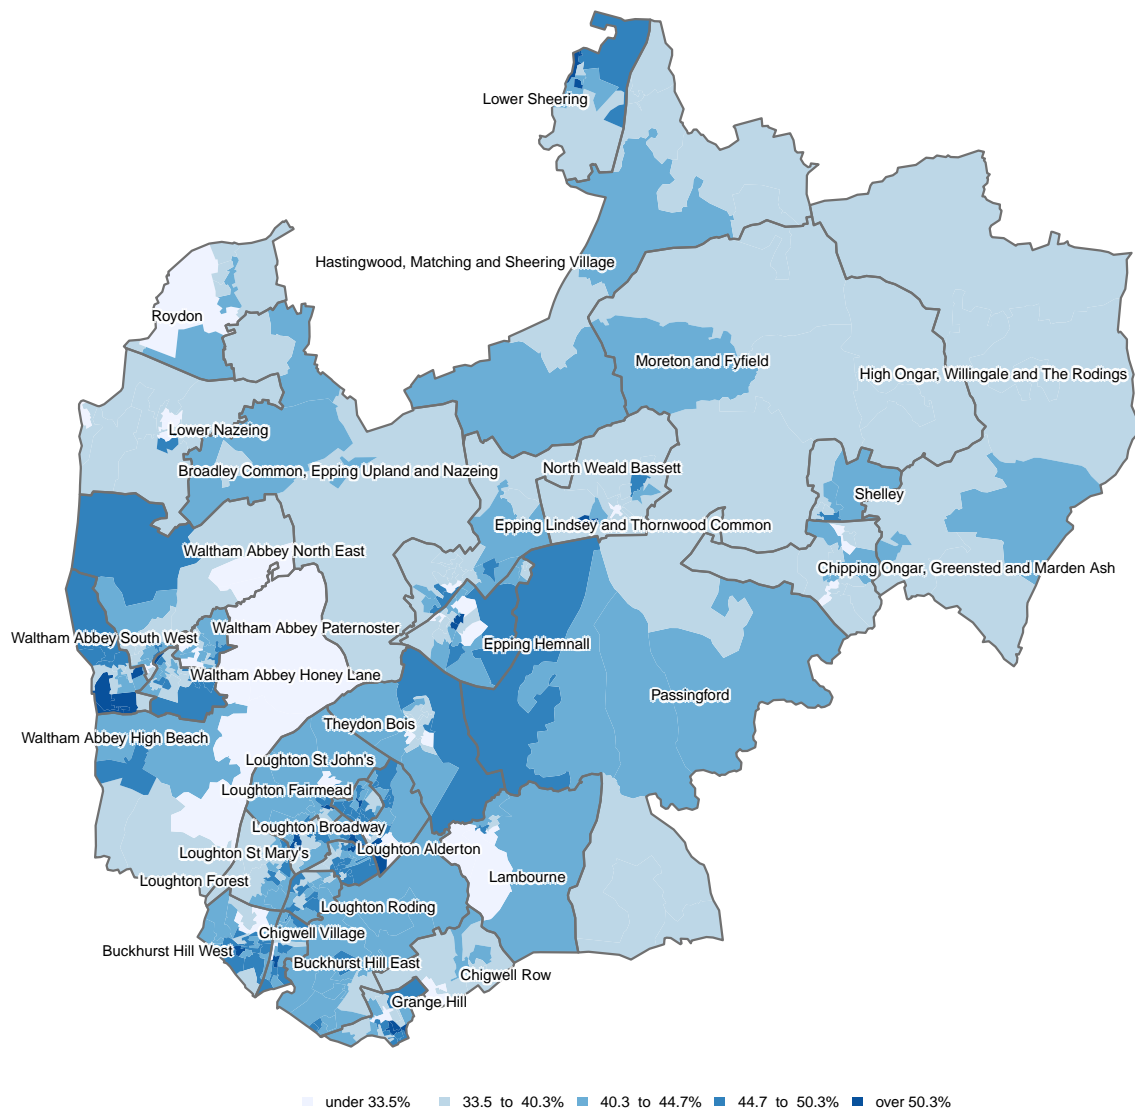 Lower Sheering
Hastingwood, Matching and Sheering Village
Roydon
Moreton and Fyfield
High Ongar, Willingale and The Rodings
Lower Nazeing
Broadley Common, Epping Upland and Nazeing
North Weald Bassett
Shelley
Epping Lindsey and Thornwood Common
Waltham Abbey North East
Chipping Ongar, Greensted and Marden Ash
Waltham Abbey Paternoster
Waltham Abbey South West
Epping Hemnall
Waltham Abbey Honey Lane
Passingford
Theydon Bois
Waltham Abbey High Beach
Loughton St John's
Loughton Fairmead
Loughton Broadway
Loughton Alderton
Loughton St Mary's
Lambourne
Loughton Forest
Loughton Roding
Chigwell Village
Buckhurst Hill West
Buckhurst Hill East
Chigwell Row
Grange Hill
under 33.5% 33.5 to 40.3% 40.3 to 44.7% 44.7 to 50.3% over 50.3%